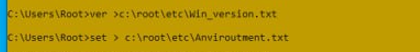 C:\Users\Root>ver >c:\root\etc\Win_version.txt
C:\Users\Root>set > c:\root\etc\Anviroutment.txt